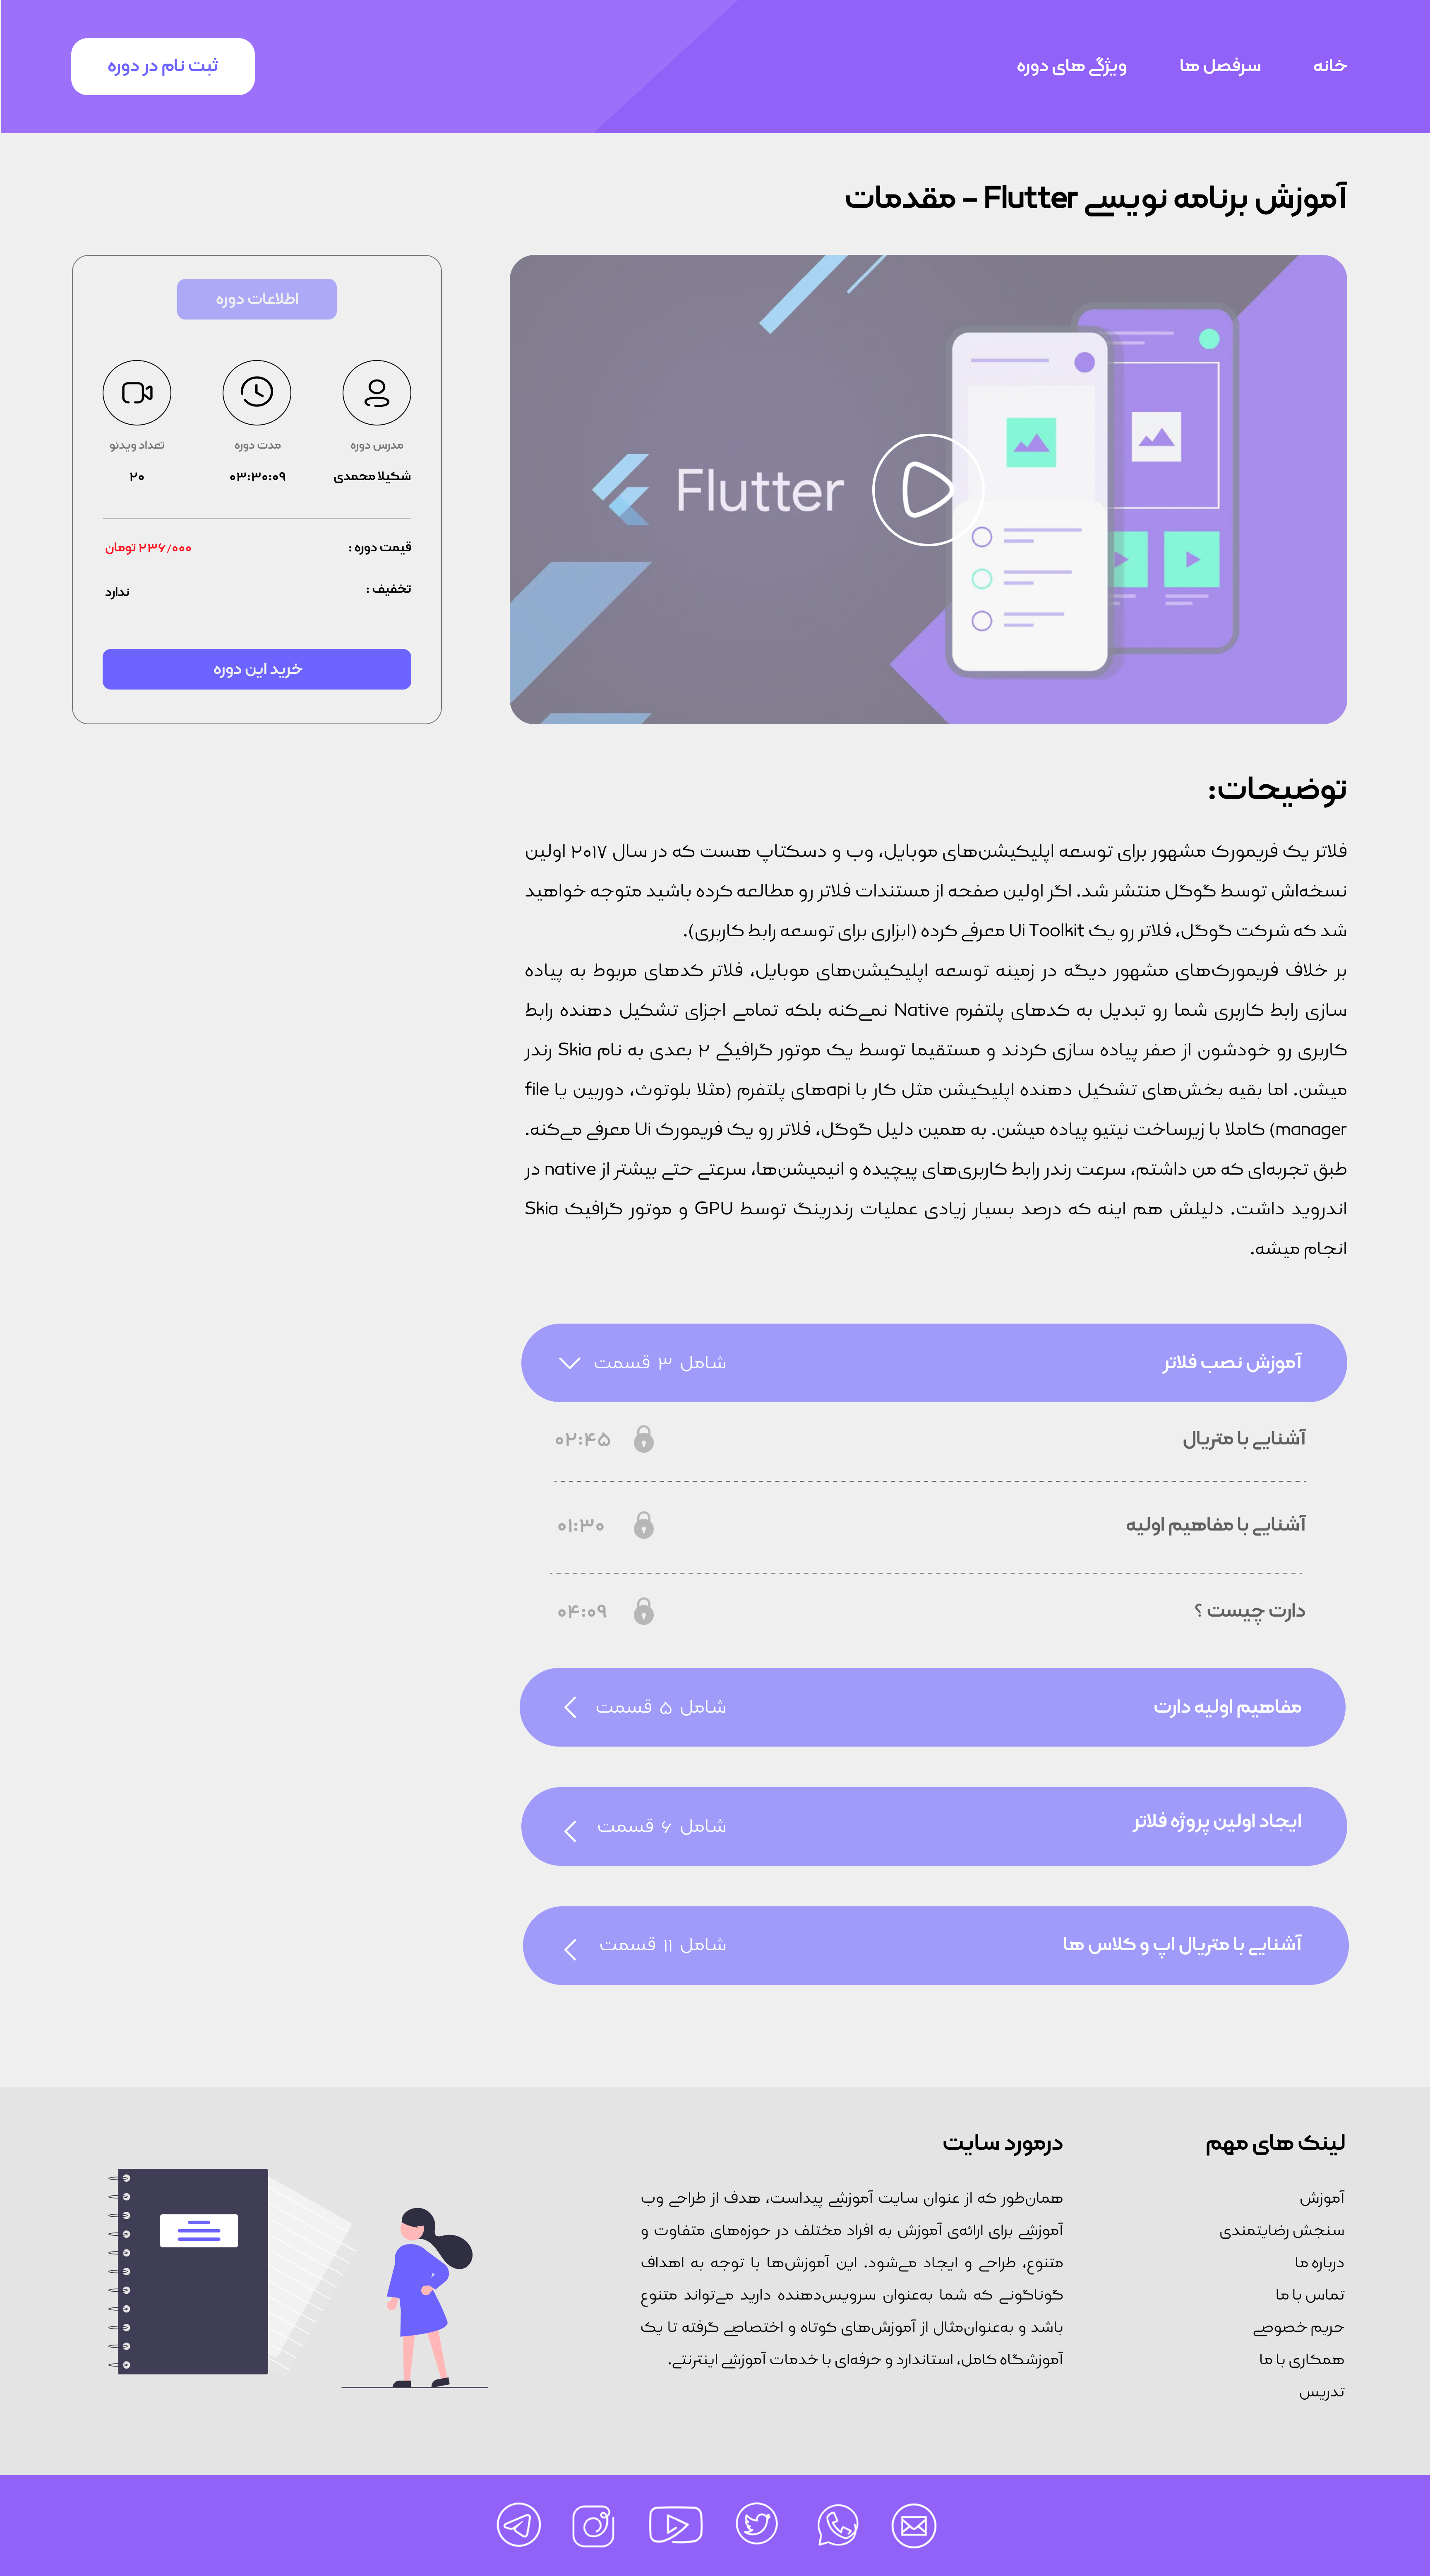 خانه
سرفصل ها
ویژگی های دوره
ثبت نام در دوره
آموزش برنامه نویسی Flutter – مقدمات
Flutter
اطلاعات دوره
مدرس دوره
مدت دوره
تعداد ویدئو
شکیلا محمدی
۰۳:۳۰:۰۹
۲۰
قیمت دوره :
۲۳۶/۰۰۰ تومان
تخفیف :
ندارد
خرید این دوره
توضیحات:
فلاتر یک فریمورک مشهور برای توسعه اپلیکیشن‌های موبایل، وب و دسکتاپ هست که در سال ۲۰۱۷ اولین
نسخه‌اش توسط گوگل منتشر شد. اگر اولین صفحه از مستندات فلاتر رو مطالعه کرده باشید متوجه خواهید
شد که شرکت گوگل، فلاتر رو یک Ui Toolkit معرفی کرده (ابزاری برای توسعه رابط کاربری).
بر خلاف فریمورک‌های مشهور دیگه در زمینه توسعه اپلیکیشن‌های موبایل، فلاتر کدهای مربوط به پیاده
سازی رابط کاربری شما رو تبدیل به کدهای پلتفرم Native نمی‌کنه بلکه تمامی اجزای تشکیل دهنده رابط
کاربری رو خودشون از صفر پیاده سازی کردند و مستقیما توسط یک موتور گرافیکی ۲ بعدی به نام Skia رندر
میشن. اما بقیه بخش‌های تشکیل دهنده اپلیکیشن مثل کار با apiهای پلتفرم (مثلا بلوتوث، دوربین یا file
manager) کاملا با زیرساخت نیتیو پیاده میشن. به همین دلیل گوگل، فلاتر رو یک فریمورک Ui معرفی می‌کنه.
طبق تجربه‌ای که من داشتم، سرعت رندر رابط کاربری‌های پیچیده و انیمیشن‌ها، سرعتی حتی بیشتر از native در
اندروید داشت. دلیلش هم اینه که درصد بسیار زیادی عملیات رندرینگ توسط GPU و موتور گرافیک Skia
انجام میشه.
آموزش نصب فلاتر
شامل ۳ قسمت
آشنایی با متریال
۰۲:۴۵
آشنایی با مفاهیم اولیه
۰۱:۳۰
دارت چیست ؟
۰۴:۰۹
مفاهیم اولیه دارت
شامل ۵ قسمت
ایجاد اولین پروژه فلاتر
شامل ۶ قسمت
آشنایی با متریال اپ و کلاس ها
شامل ۱۱ قسمت
لینک های مهم
آموزش
سنجش رضایتمندی
درباره ما
تماس با ما
حریم خصوصی
همکاری با ما
تدریس
درمورد سایت
همان‌طور که از عنوان سایت آموزشی پیداست، هدف از طراحی وب
آموزشی برای ارائه‌ی آموزش به افراد مختلف در حوزه‌های متفاوت و
متنوع، طراحی و ایجاد می‌شود. این آموزش‌ها با توجه به اهداف
گوناگونی که شما به‌عنوان سرویس‌دهنده دارید می‌تواند متنوع
باشد و به‌عنوان‌مثال از آموزش‌های کوتاه و اختصاصی گرفته تا یک
آموزشگاه کامل، استاندارد و حرفه‌ای با خدمات آموزشی اینترنتی.